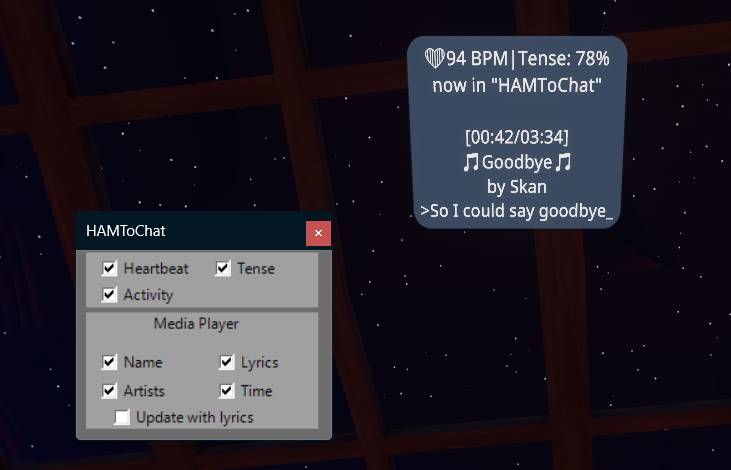 ♥94 BPM|Tense: 78%
now in "HAMToChat"
[00:42/03:34]
🎵Goodbye🎵
by Skan
>So I could say goodbye_
HAMToChat
Heartbeat Tense
Activity
Media Player
Name Lyrics
Artists Time
Update with lyrics